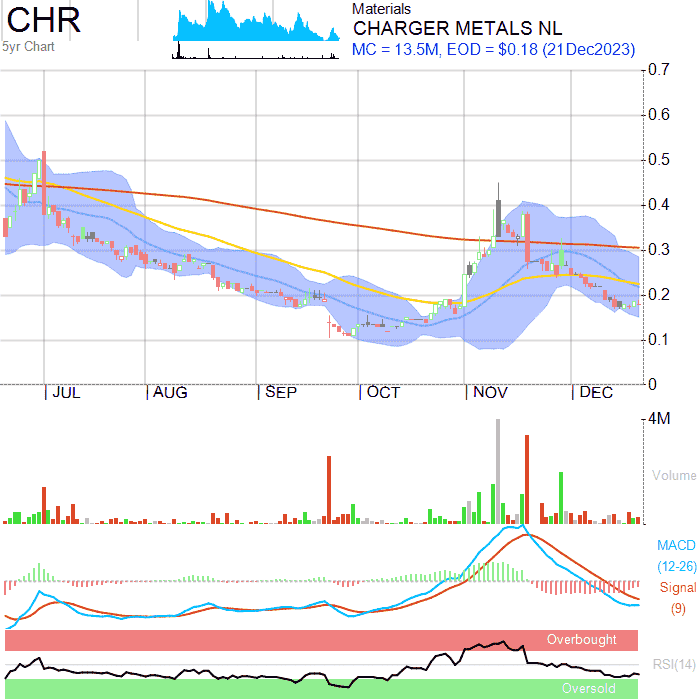 CHR
5yr Chart
Materials
CHARGER METALS NL
MC = 13.5M, EOD = $0.18 (21Dec2023)
0.7
0.6
0.5
0.4
0.3
0.2
0.1
0
JUL AUG SEP OCT NOV DEC
4M
Volume
MACD
(12-26)
Signal
(9)
Overbought
RSI(14)
Oversold